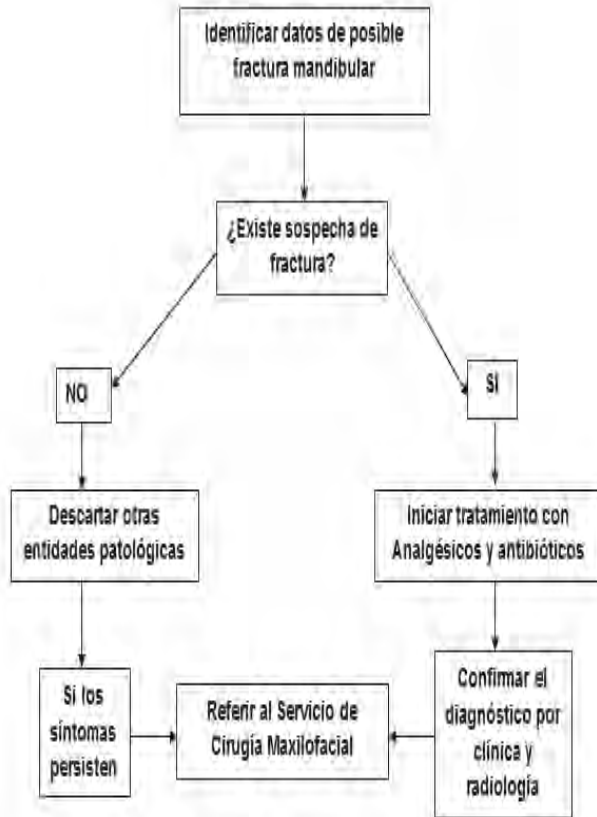 Identificar datos de posible
fractura mandibular
¿Existe sospecha de
fractura?
NO
SI
Descartar otras
entidades patológicas
Iniciar tratamiento con
Analgésicos y antibióticos
Si los
síntomas
persisten
Referir al Servicio de
Cirugía Maxilofacial
Confirmar el
diagnóstico por
clínica y
radiología